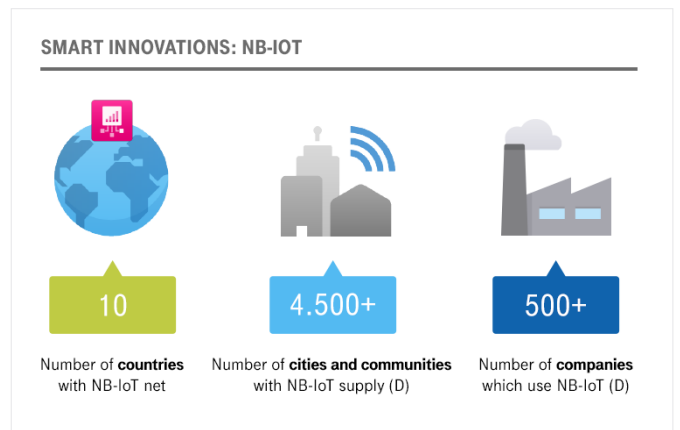 SMART INNOVATIONS: NB-IOT
10
4.500+
500+
Number of countries
with NB-IoT net
Number of cities and communities
with NB-IoT supply (D)
Number of companies
which use NB-IoT (D)